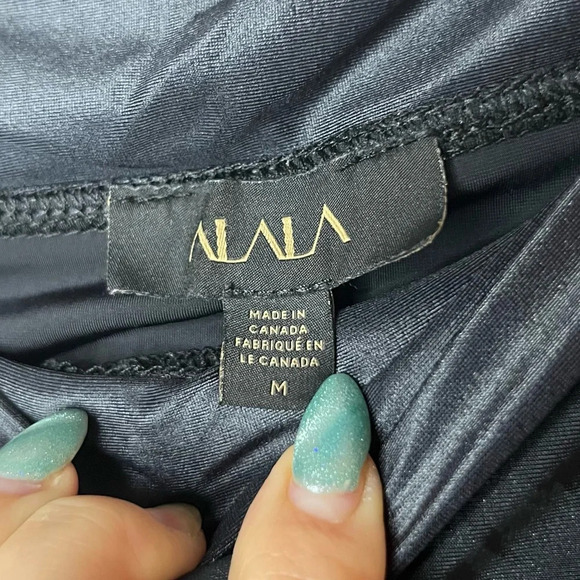 ALALA
MADE IN
CANADA
FABRIQUÉ EN
LE CANADA
M